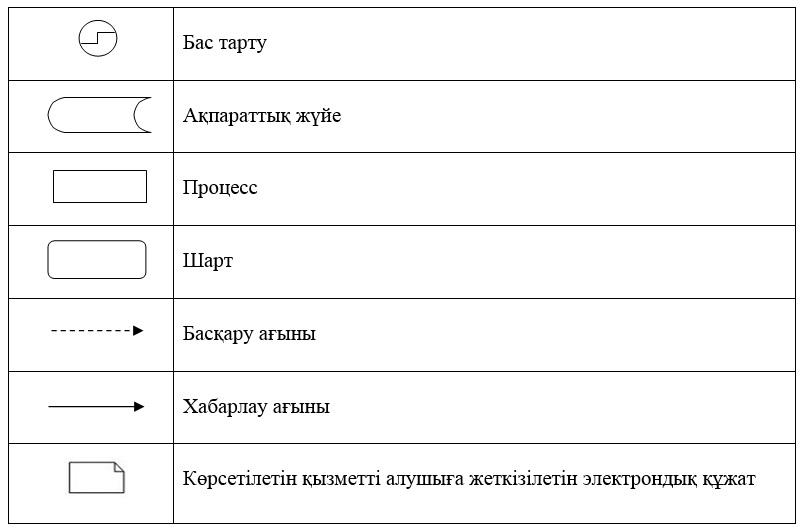 Бас тарту
Ақпараттық жүйе
Процесс
Шарт
Басқару ағыны
Хабарлау ағыны
Көрсетілетін қызметті алушыға жеткізілетін электрондық құжат